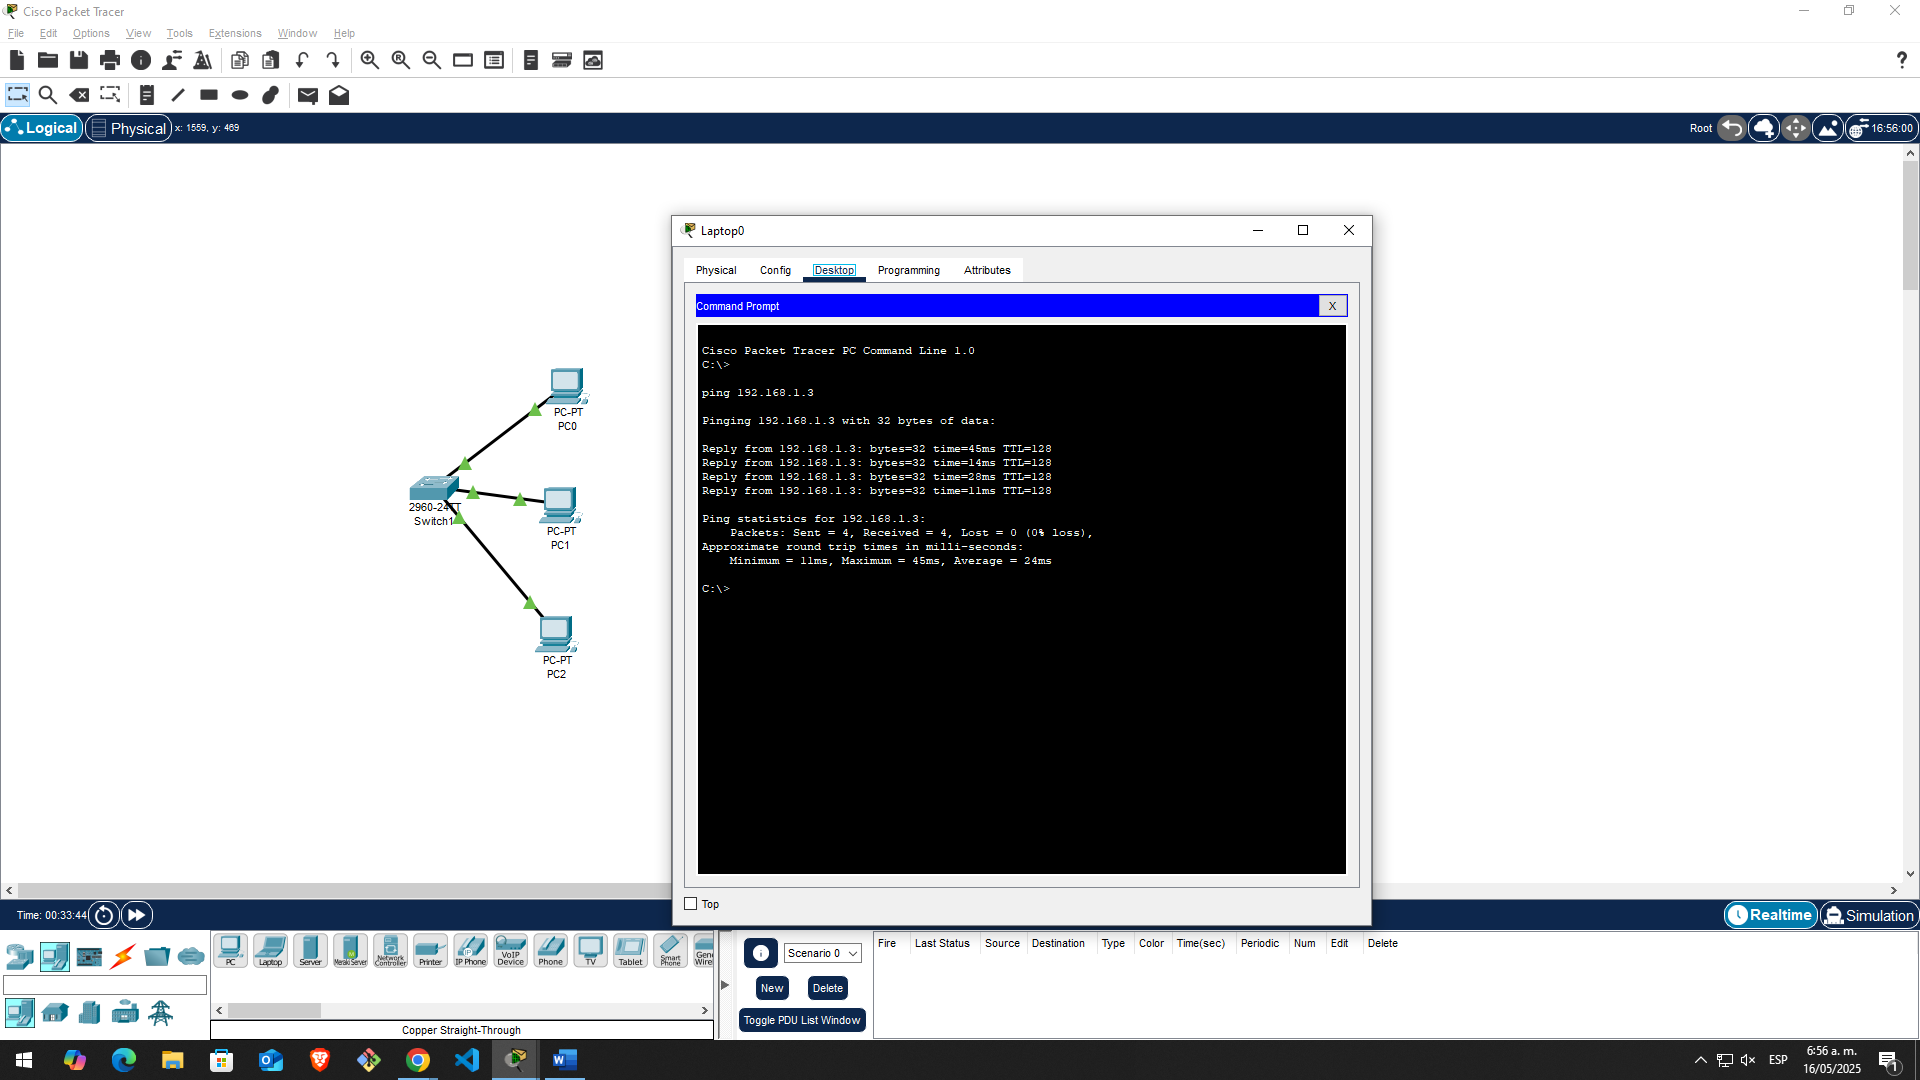 Cisco Packet Tracer
File Edit Options View Tools Extensions Window Help
Logical Physical x: 1559, y: 469 Root 16:56:00
Laptop0
Physical Config Desktop Programming Attributes
Command Prompt X
Cisco Packet Tracer PC Command Line 1.0
C:\>
ping 192.168.1.3
Pinging 192.168.1.3 with 32 bytes of data:
Reply from 192.168.1.3: bytes=32 time=45ms TTL=128
Reply from 192.168.1.3: bytes=32 time=14ms TTL=128
Reply from 192.168.1.3: bytes=32 time=28ms TTL=128
Reply from 192.168.1.3: bytes=32 time=11ms TTL=128
Ping statistics for 192.168.1.3:
Packets: Sent = 4, Received = 4, Lost = 0 (0% loss),
Approximate round trip times in milli-seconds:
Minimum = 11ms, Maximum = 45ms, Average = 24ms
C:\>
Top
PC-PT
PC0
2960-24TT
Switch1
PC-PT
PC1
PC-PT
PC2
Time: 00:33:44 Realtime Simulation
PC Laptop Server Meraki Server Network Controller Printer IP Phone VoIP Device Phone TV Tablet Smart Phone
Copper Straight-Through
Scenario 0
New Delete
Toggle PDU List Window
Fire Last Status Source Destination Type Color Time(sec) Periodic Num Edit Delete
ESP
6:56 a. m.
16/05/2025
1